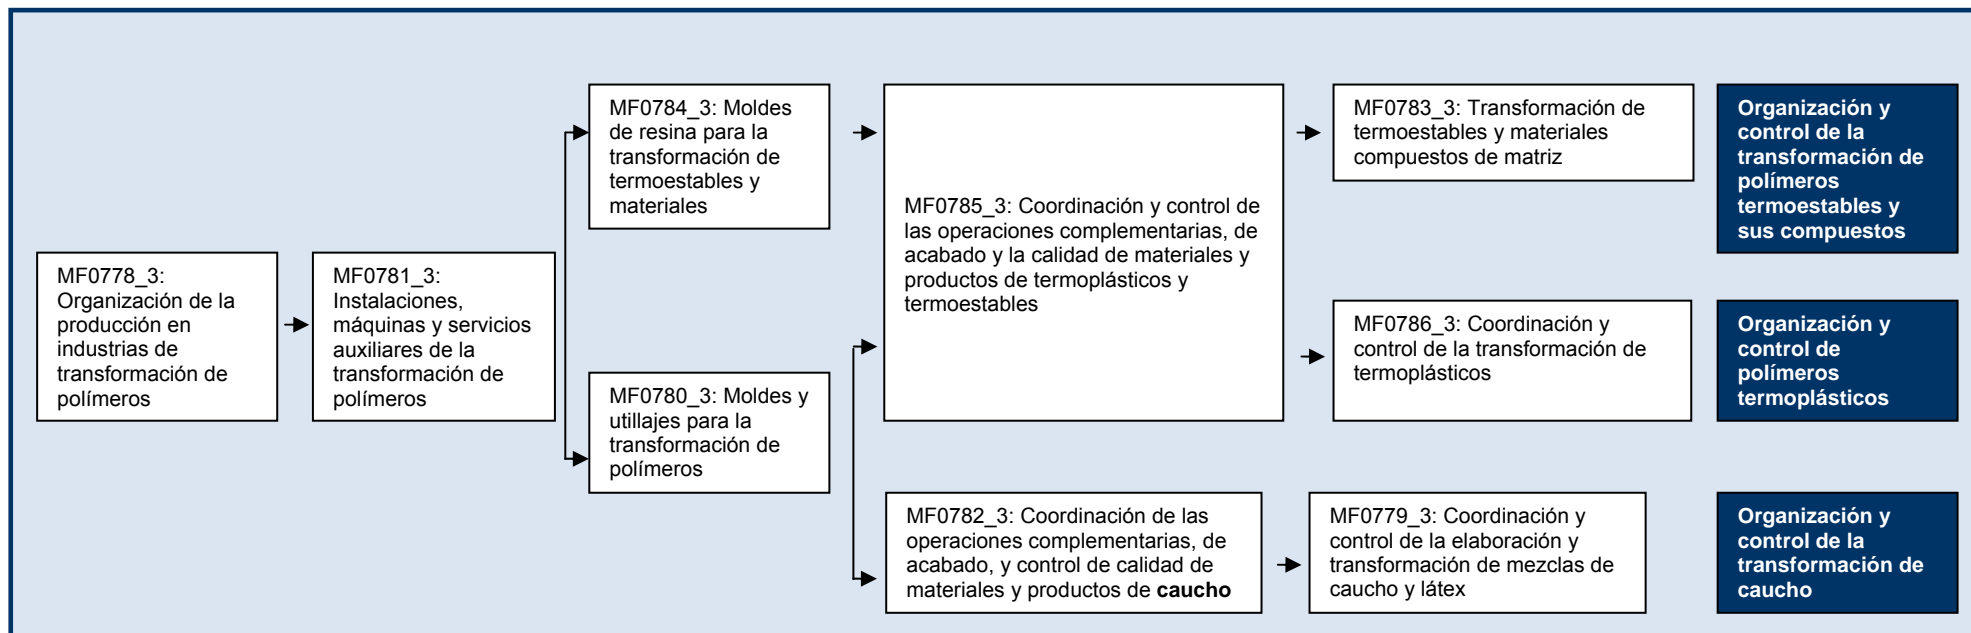 MF0778_3:
Organización de la
producción en
industrias de
transformación de
polímeros
MF0781_3:
Instalaciones,
máquinas y servicios
auxiliares de la
transformación de
polímeros
MF0784_3: Moldes
de resina para la
transformación de
termoestables y
materiales
MF0780_3: Moldes y
utillajes para la
transformación de
polímeros
MF0785_3: Coordinación y control de
las operaciones complementarias, de
acabado y la calidad de materiales y
productos de termoplásticos y
termoestables
MF0782_3: Coordinación de las
operaciones complementarias, de
acabado, y control de calidad de
materiales y productos de caucho
MF0783_3: Transformación de
termoestables y materiales
compuestos de matriz
MF0786_3: Coordinación y
control de la transformación de
termoplásticos
MF0779_3: Coordinación y
control de la elaboración y
transformación de mezclas de
caucho y látex
Organización y
control de la
transformación de
polímeros
termoestables y
sus compuestos
Organización y
control de
polímeros
termoplásticos
Organización y
control de la
transformación de
caucho